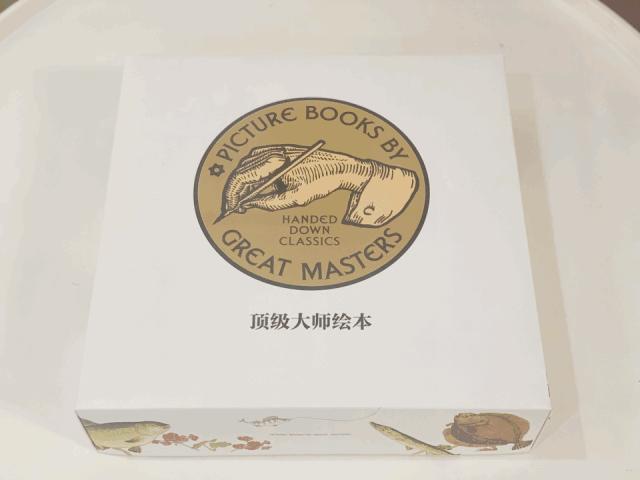 PICTURE BOOKS BY
HANDED
DOWN
CLASSICS
GREAT MASTERS
顶级大师绘本